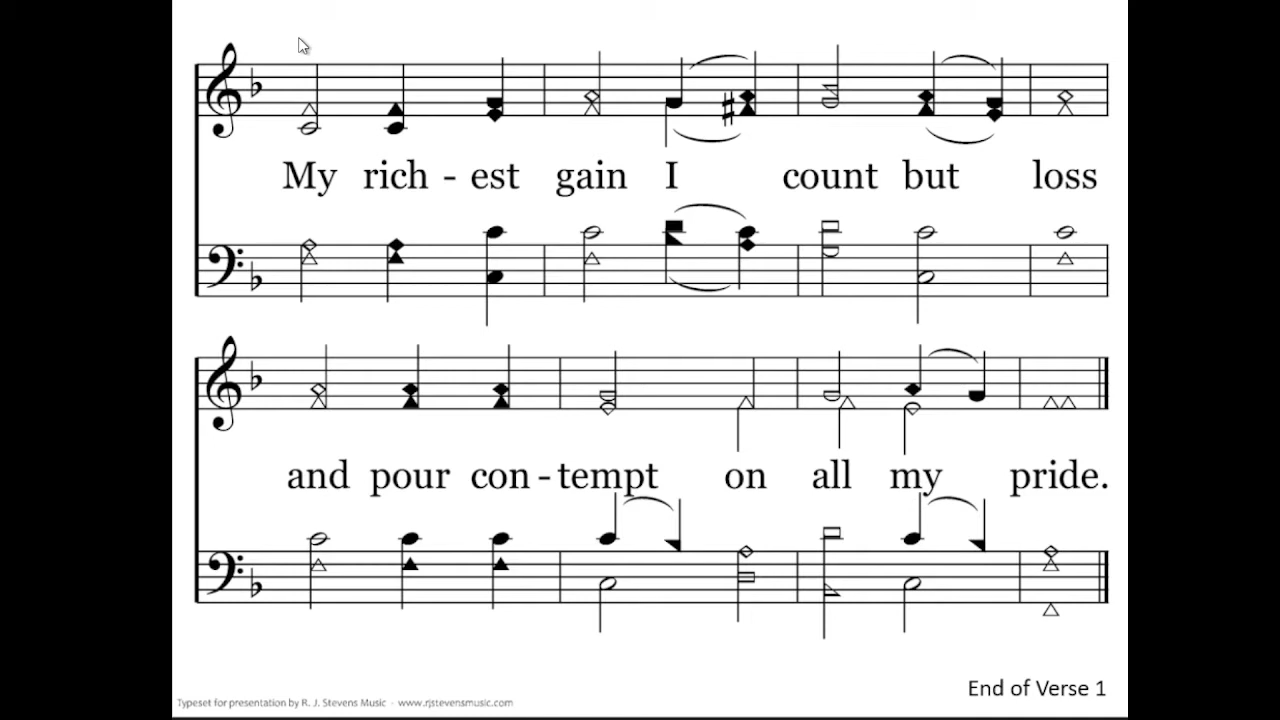 My rich - est gain I count but loss
and pour con - tempt on all my pride.
End of Verse 1
Typeset for presentation by R. J. Stevens Music - www.rjstevensmusic.com